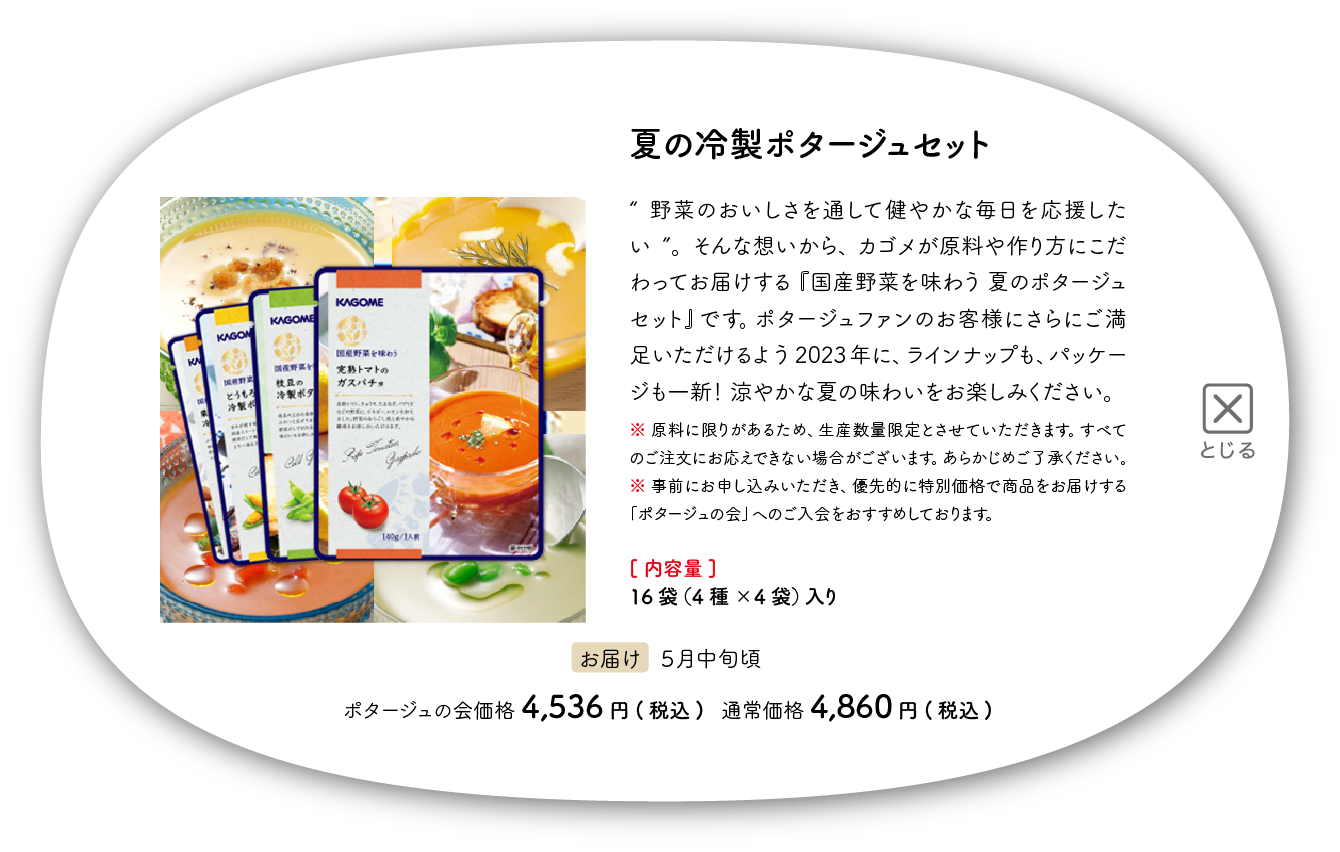 夏の冷製ポタージュセット
“ 野菜のおいしさを通して健やかな毎日を応援した
い ”。そんな想いから、カゴメが原料や作り方にこだ
わってお届けする『国産野菜を味わう 夏のポタージュ
セット』です。ポタージュファンのお客様にさらにご満
足いただけるよう2023年に、ラインナップも、パッケー
ジも一新！ 涼やかな夏の味わいをお楽しみください。
※ 原料に限りがあるため、生産数量限定とさせていただきます。すべて
のご注文にお応えできない場合がございます。あらかじめご了承ください。
※ 事前にお申し込みいただき、優先的に特別価格で商品をお届けする
「ポタージュの会」へのご入会をおすすめしております。
[ 内容量 ]
16袋（4種×4袋）入り
KAGOME
国産野菜を味わう
完熟トマトの
ガスパチョ
140g/1人前
KAGOME
国産野菜を
枝豆の
冷製ポタ
KAGO
国産野菜
とうもろ
冷製ポ
KA
とじる
お届け 5月中旬頃
ポタージュの会価格 4,536円(税込) 通常価格 4,860円(税込)